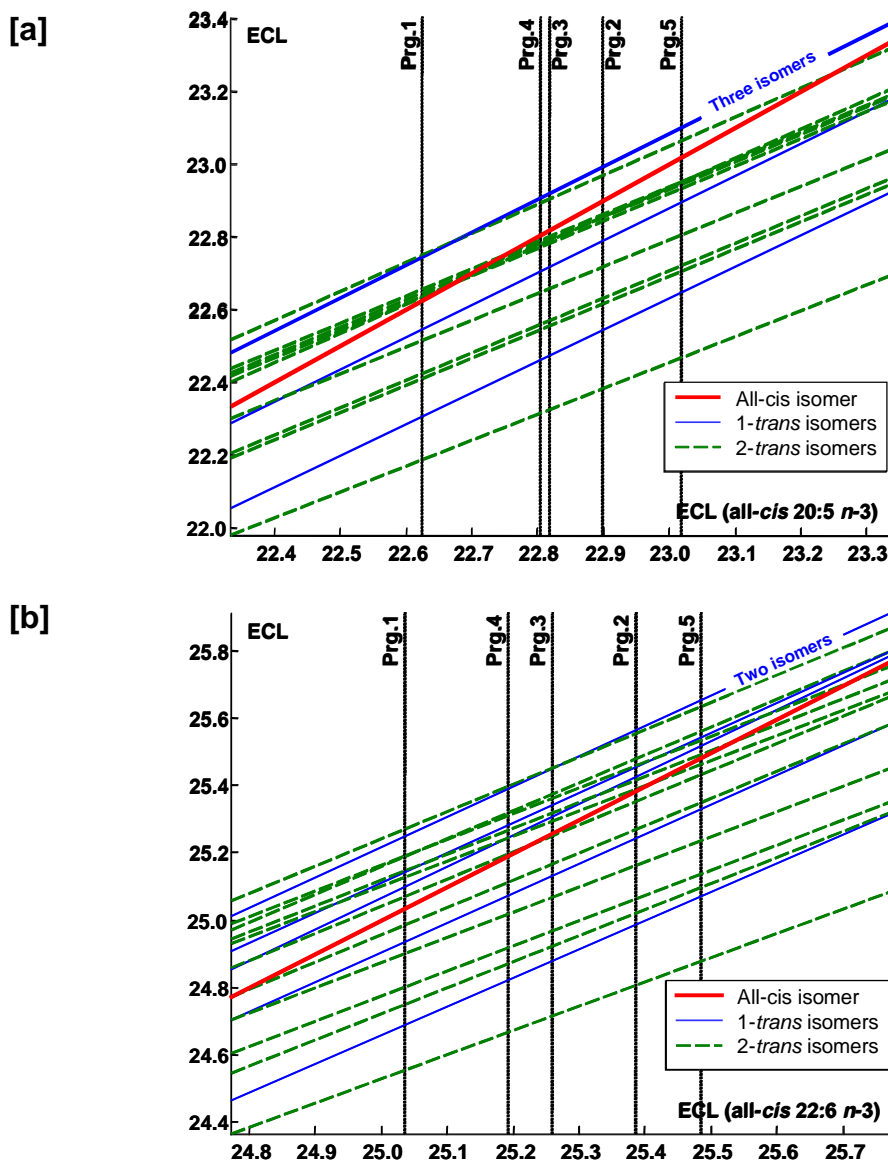 [a]
ECL
Prg.1
Prg.4
Prg.3
Prg.2
Prg.5
Three isomers
23.4
23.2
23.0
22.8
22.6
22.4
22.2
22.0
All-cis isomer
1-trans isomers
2-trans isomers
ECL (all-cis 20:5 n-3)
22.4 22.5 22.6 22.7 22.8 22.9 23.0 23.1 23.2 23.3
[b]
ECL
Prg.1
Prg.4
Prg.3
Prg.2
Prg.5
Two isomers
25.8
25.6
25.4
25.2
25.0
24.8
24.6
24.4
All-cis isomer
1-trans isomers
2-trans isomers
ECL (all-cis 22:6 n-3)
24.8 24.9 25.0 25.1 25.2 25.3 25.4 25.5 25.6 25.7